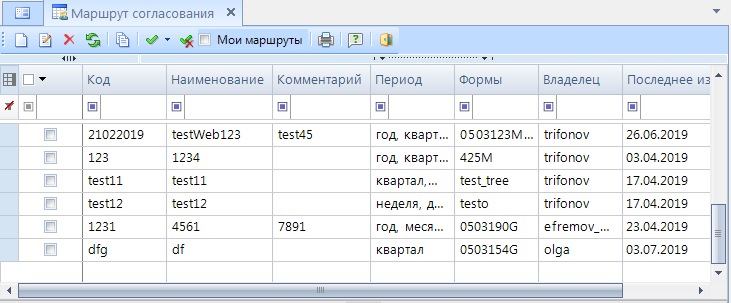 Маршрут согласования
Мои маршруты
Код Наименование Комментарий Период Формы Владелец Последнее из
21022019 testWeb123 test45 год, кварт... 0503123M... trifonov 26.06.2019
123 1234 год, кварт... 425M trifonov 03.04.2019
test11 test11 квартал,... test_tree trifonov 17.04.2019
test12 test12 неделя, д... testo trifonov 17.04.2019
1231 4561 7891 год, меся... 0503190G efremov_... 23.04.2019
dfg df квартал 0503154G olga 03.07.2019